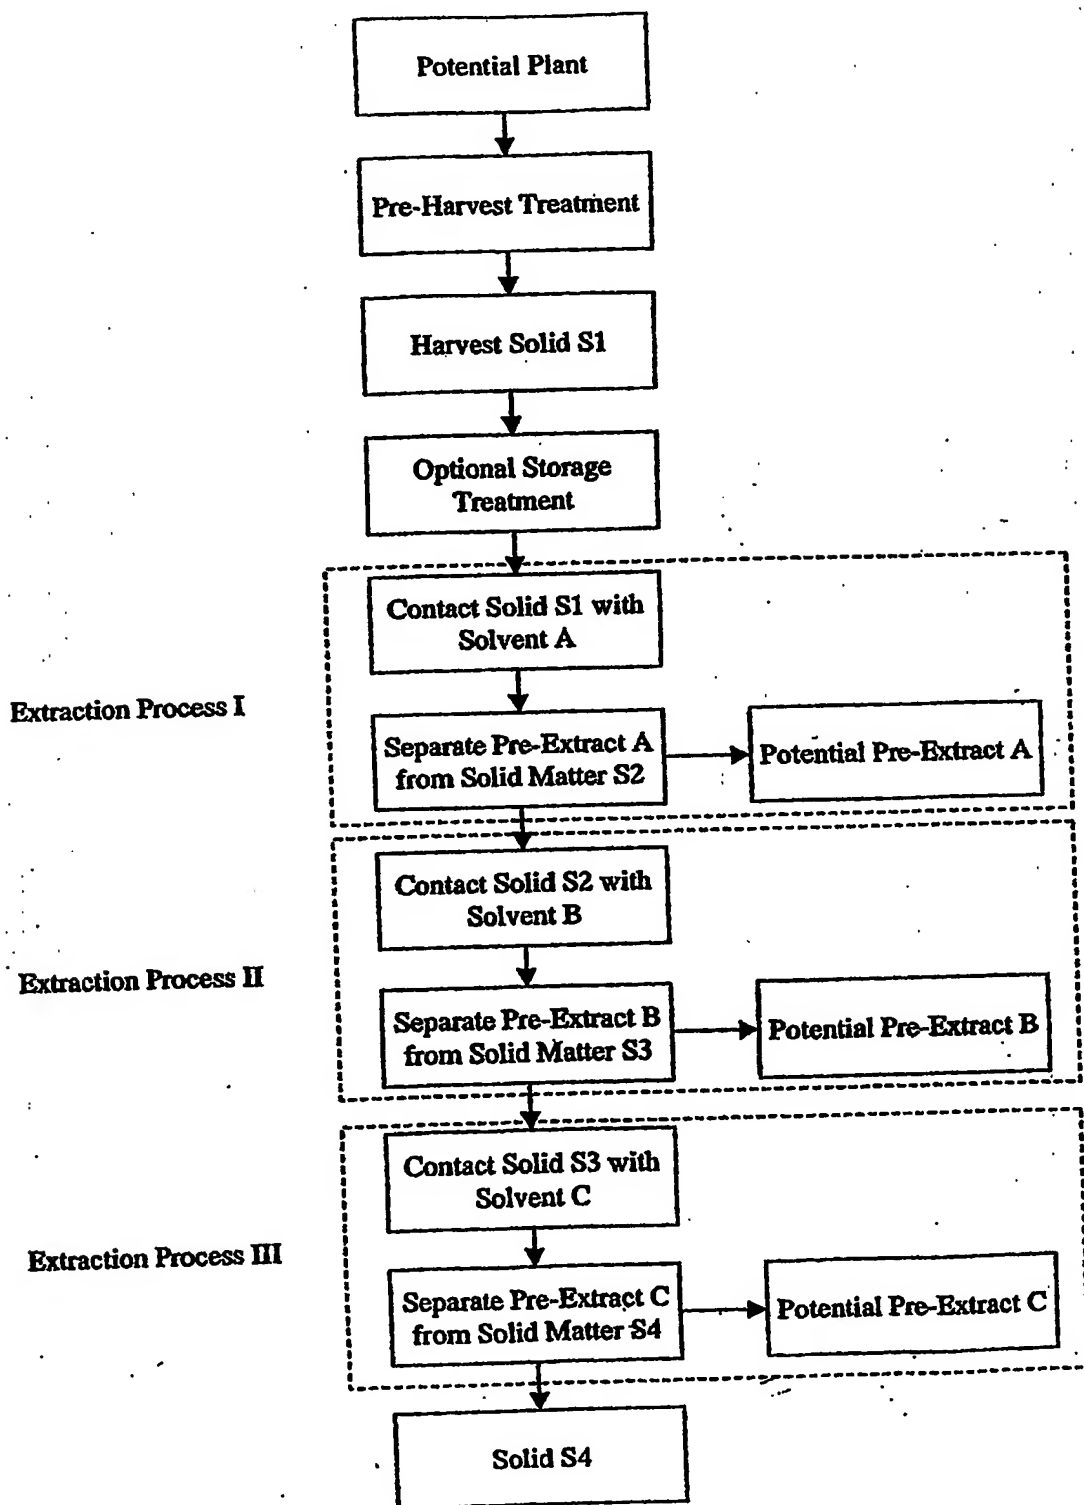 Potential Plant
Pre-Harvest Treatment
Harvest Solid S1
Optional Storage
Treatment
Contact Solid S1 with
Solvent A
Extraction Process I
Separate Pre-Extract A
from Solid Matter S2
Potential Pre-Extract A
Contact Solid S2 with
Solvent B
Extraction Process II
Separate Pre-Extract B
from Solid Matter S3
Potential Pre-Extract B
Contact Solid S3 with
Solvent C
Extraction Process III
Separate Pre-Extract C
from Solid Matter S4
Potential Pre-Extract C
Solid S4